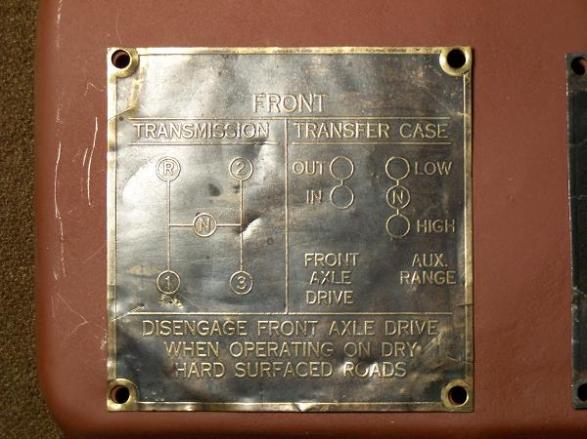 FRONT
TRANSMISSION
R 2
N
1 3
TRANSFER CASE
OUT LOW
IN N
HIGH
FRONT AXLE DRIVE
AUX. RANGE
DISENGAGE FRONT AXLE DRIVE
WHEN OPERATING ON DRY
HARD SURFACED ROADS